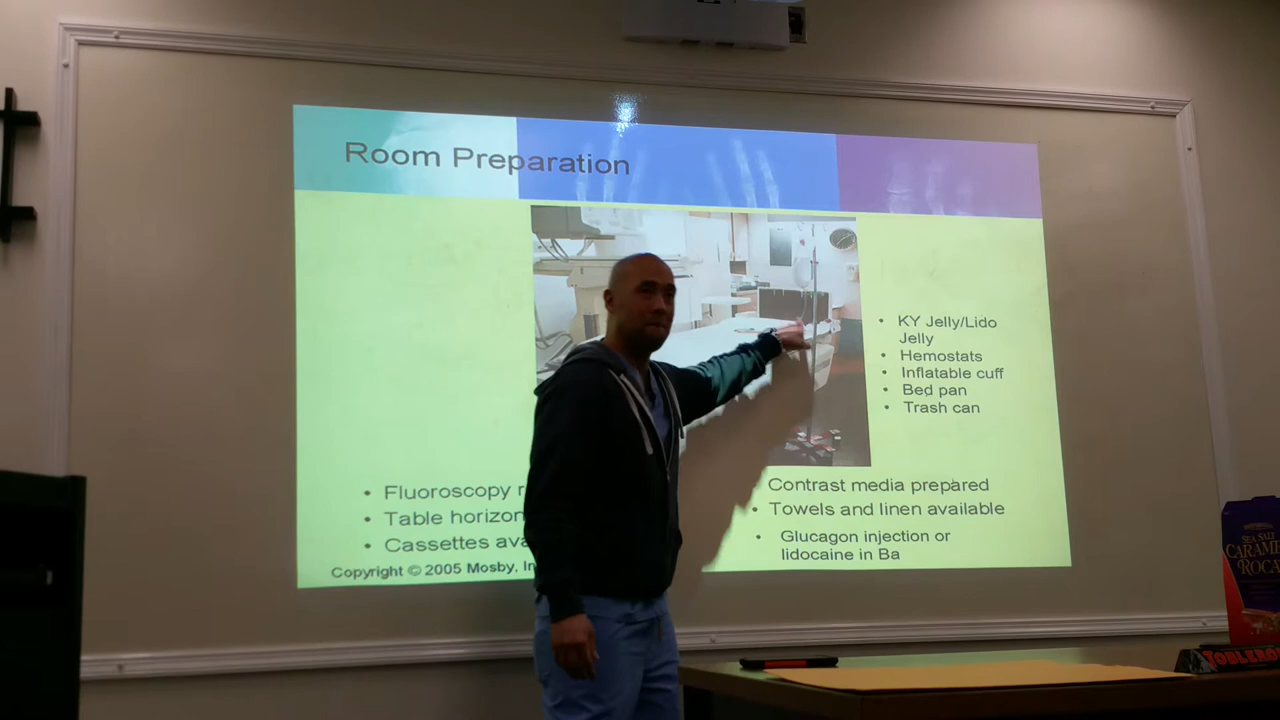 Room Preparation
• KY Jelly/Lido
Jelly
• Hemostats
• Inflatable cuff
• Bed pan
• Trash can
• Fluoroscopy
• Table
• Cassettes
Contrast media prepared
• Towels and linen available
• Glucagon injection or
lidocaine in Ba
Copyright © 2005 Mosby,
SEA SALT
CARAMEL
ROCA
TOBLERONE